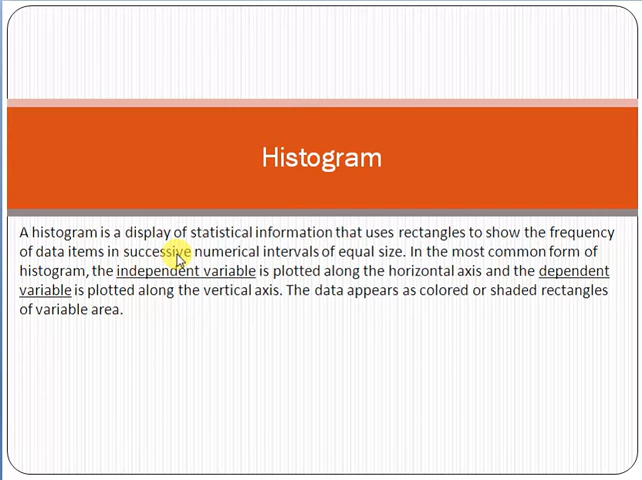 Histogram
A histogram is a display of statistical information that uses rectangles to show the frequency
of data items in successive numerical intervals of equal size. In the most common form of
histogram, the independent variable is plotted along the horizontal axis and the dependent
variable is plotted along the vertical axis. The data appears as colored or shaded rectangles
of variable area.